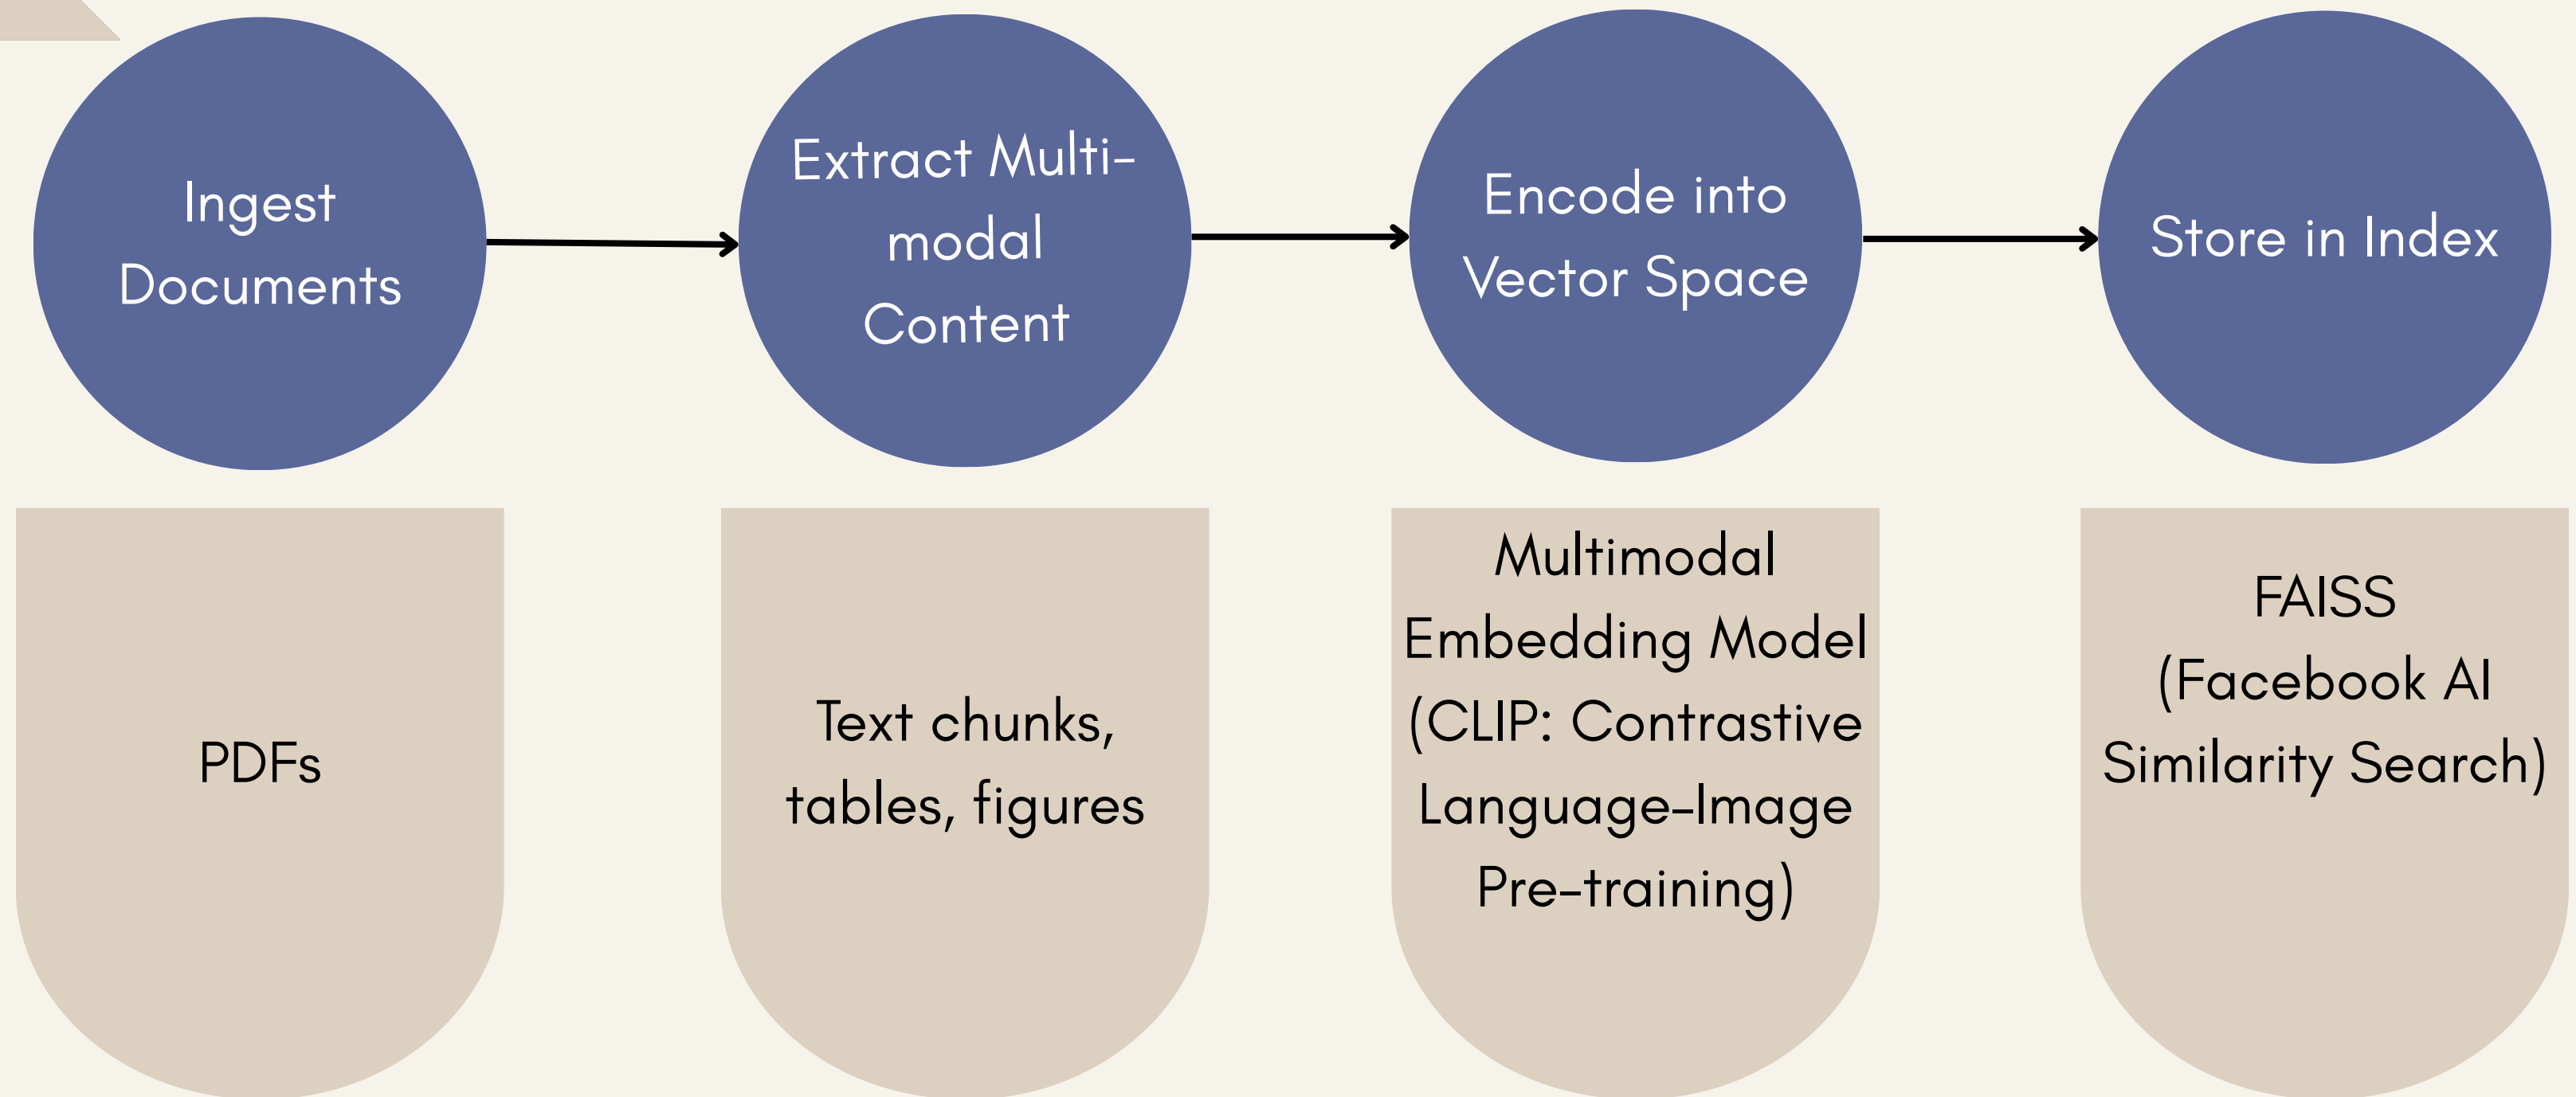 Ingest
Documents
Extract Multi-
modal
Content
Encode into
Vector Space
Store in Index
PDFs
Text chunks,
tables, figures
Multimodal
Embedding Model
(CLIP: Contrastive
Language-Image
Pre-training)
FAISS
(Facebook AI
Similarity Search)